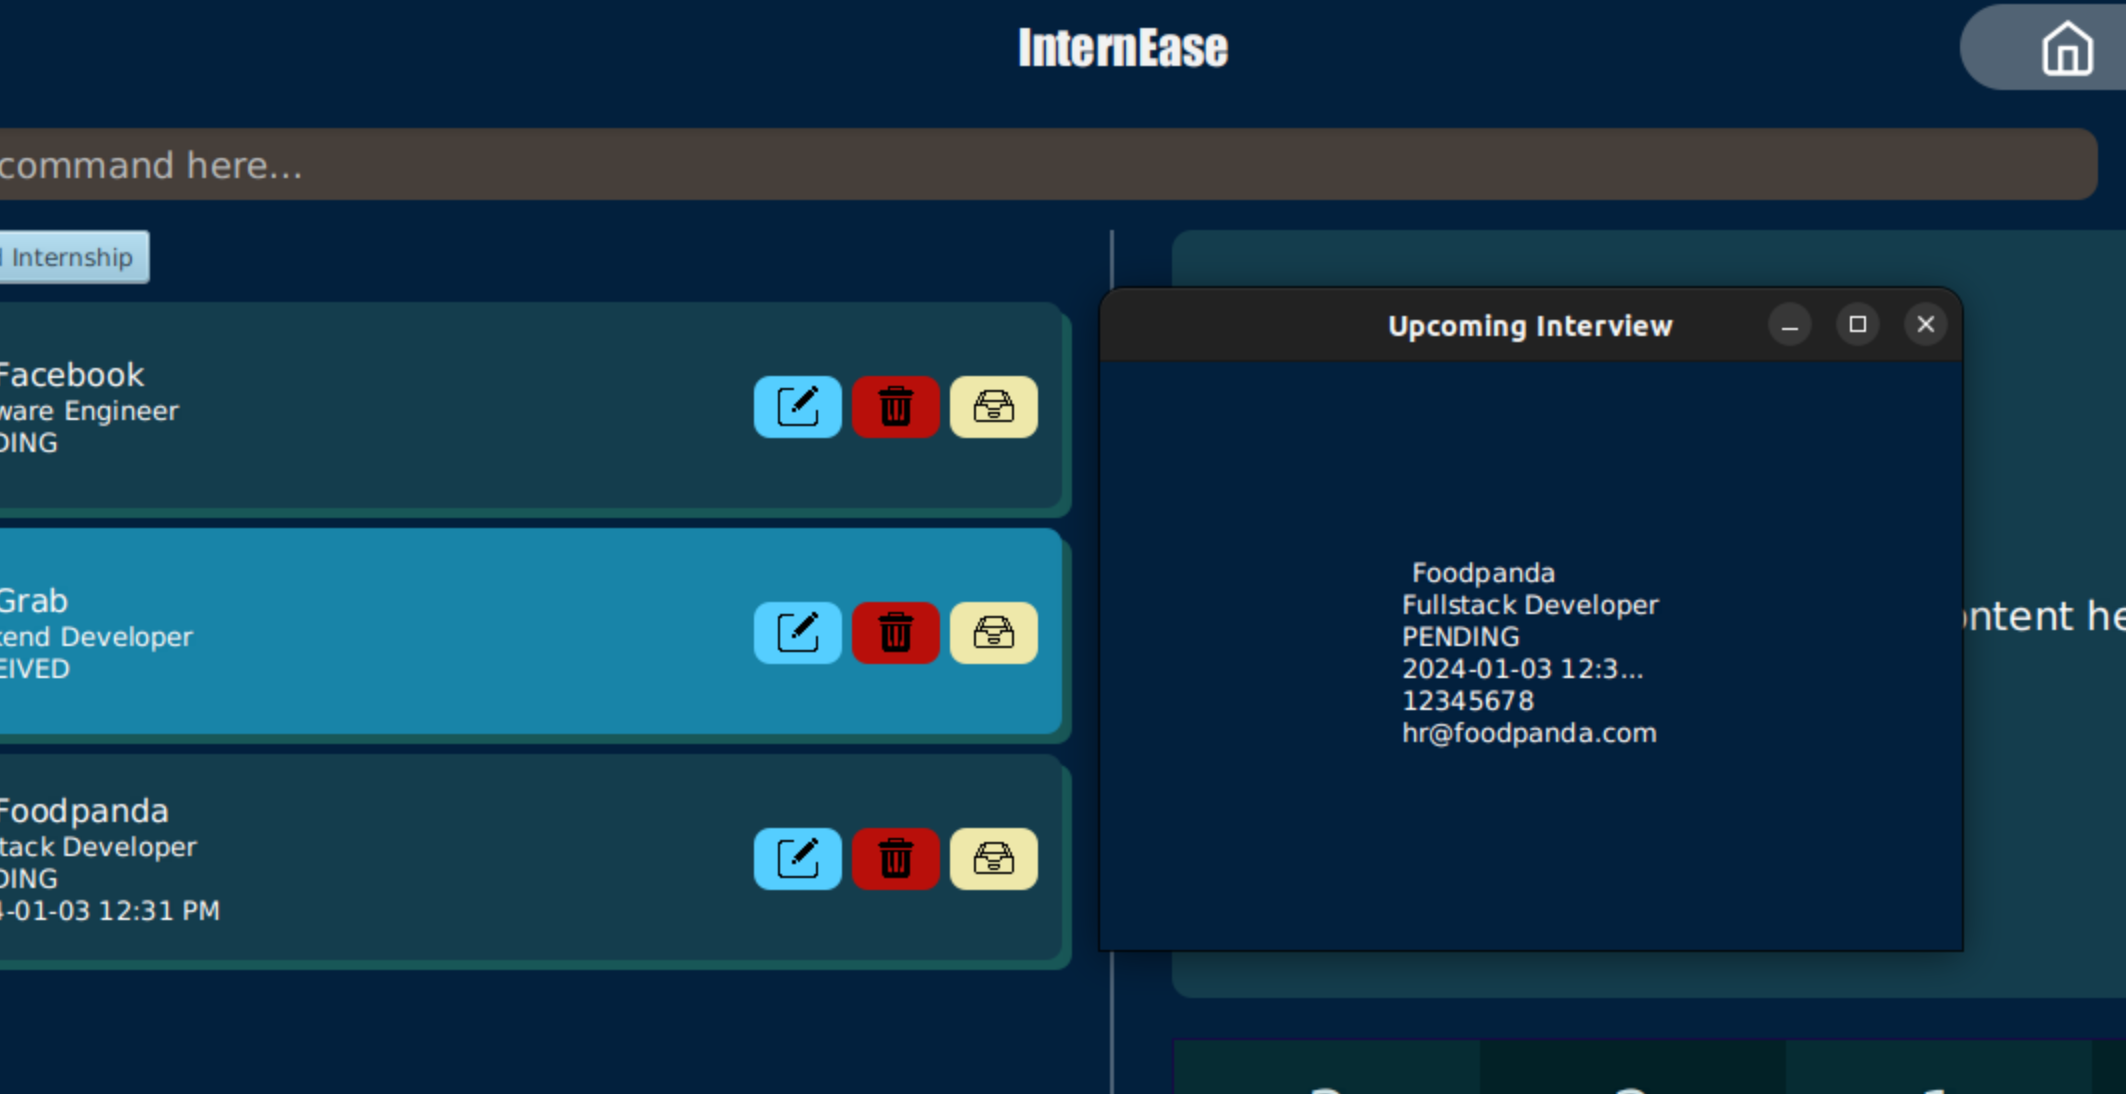 InternEase
command here...
Internship
Facebook
ware Engineer
DING
Grab
end Developer
EIVED
Foodpanda
tack Developer
DING
-01-03 12:31 PM
Upcoming Interview
Foodpanda
Fullstack Developer
PENDING
2024-01-03 12:3...
12345678
hr@foodpanda.com
ntent he